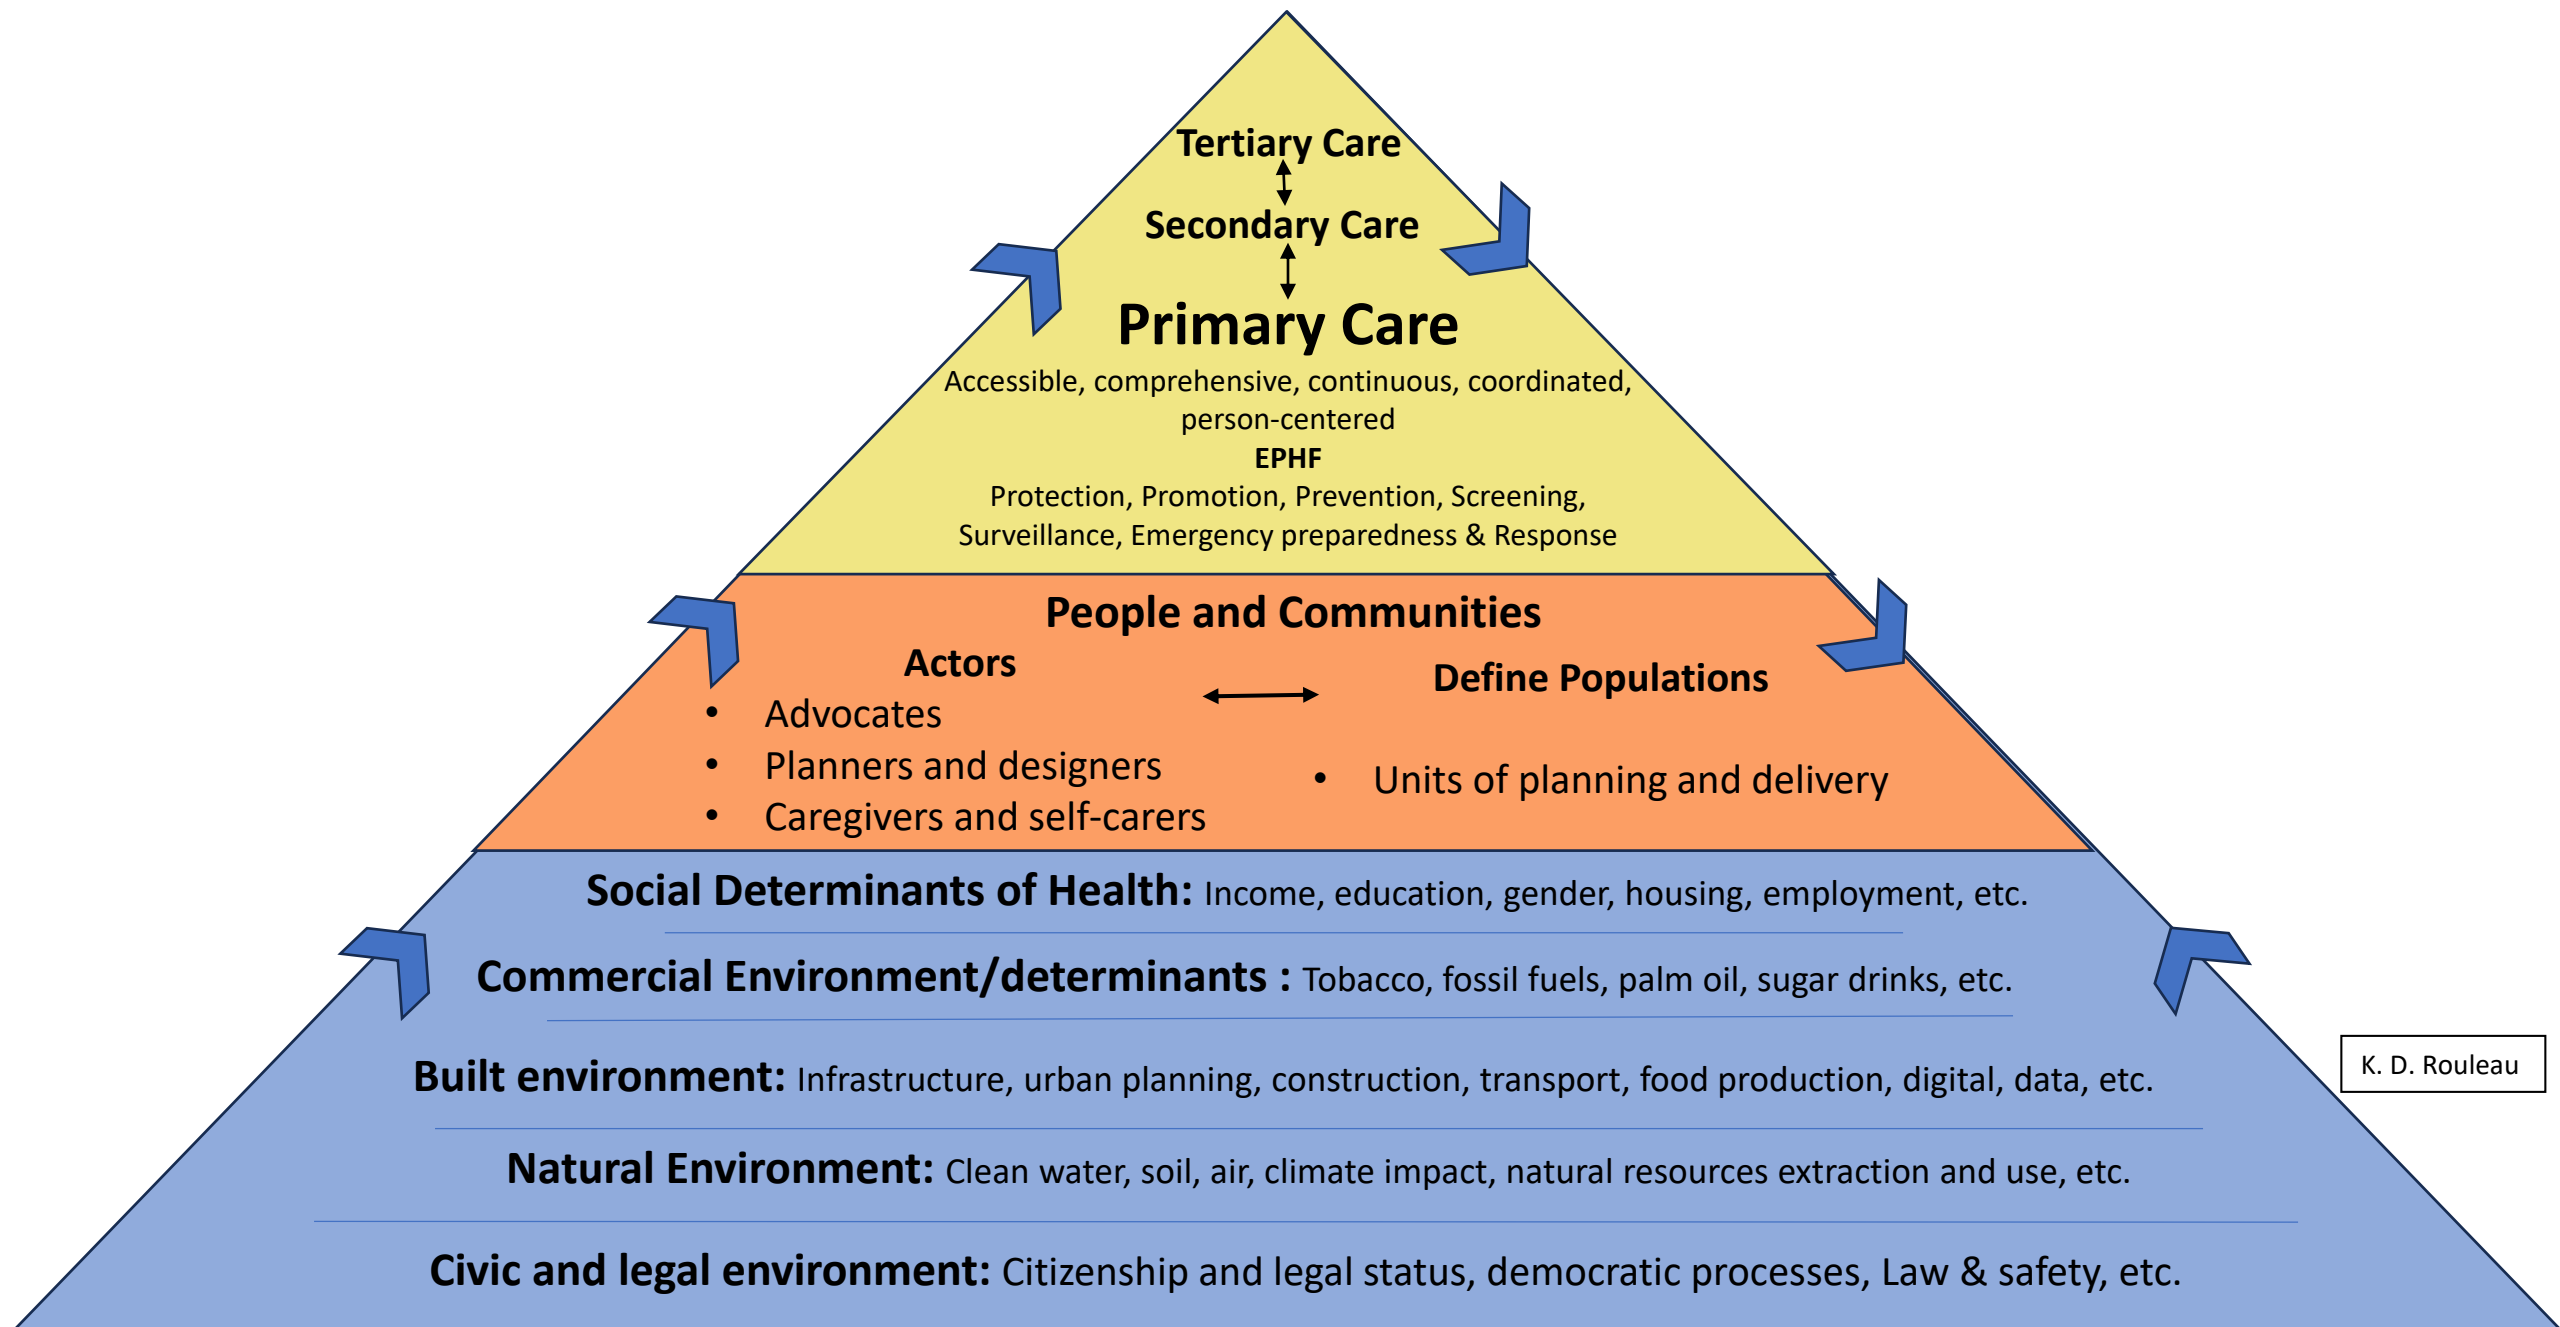 Tertiary Care
Secondary Care
Primary Care
Accessible, comprehensive, continuous, coordinated,
person-centered
EPHF
Protection, Promotion, Prevention, Screening,
Surveillance, Emergency preparedness & Response
People and Communities
Actors
• Advocates
• Planners and designers
• Caregivers and self-carers
Define Populations
• Units of planning and delivery
Social Determinants of Health: Income, education, gender, housing, employment, etc.
Commercial Environment/determinants : Tobacco, fossil fuels, palm oil, sugar drinks, etc.
Built environment: Infrastructure, urban planning, construction, transport, food production, digital, data, etc.
Natural Environment: Clean water, soil, air, climate impact, natural resources extraction and use, etc.
Civic and legal environment: Citizenship and legal status, democratic processes, Law & safety, etc.
K. D. Rouleau